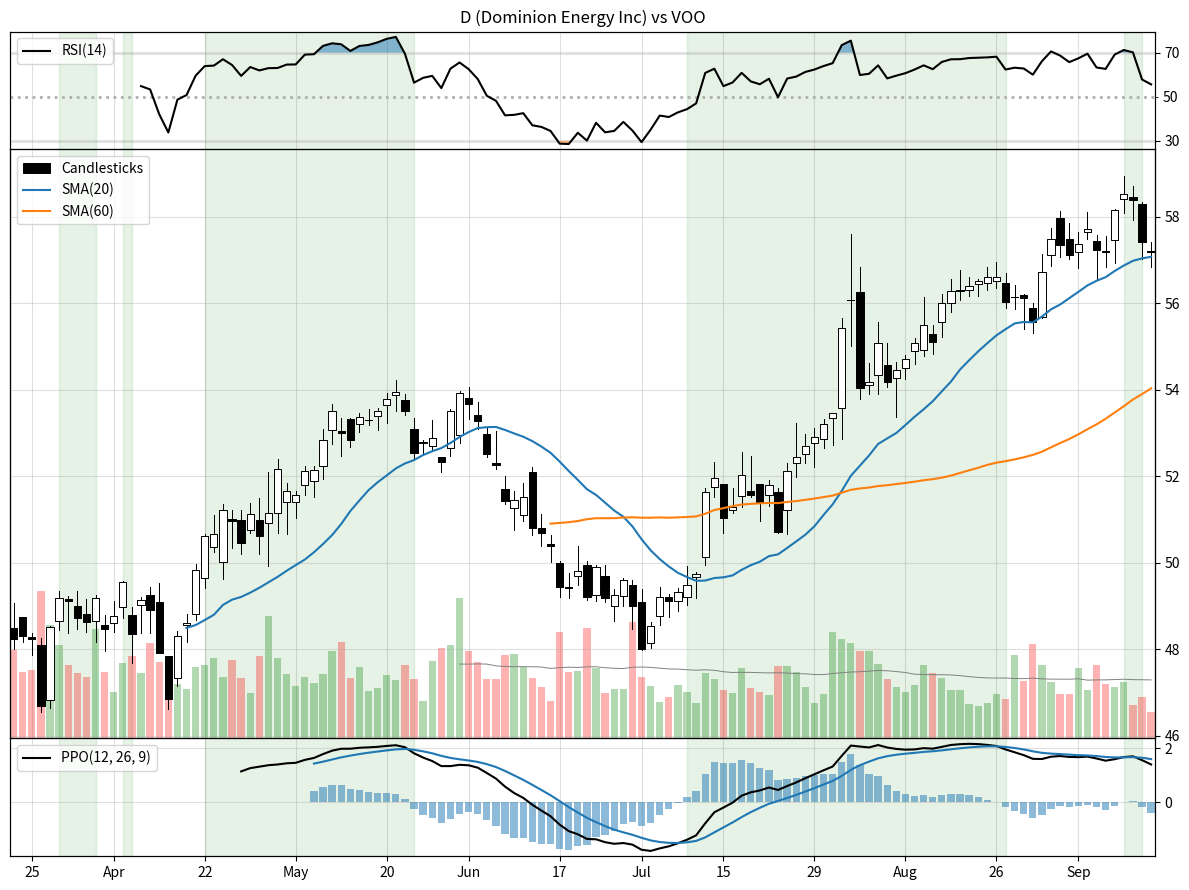 D (Dominion Energy Inc) vs VOO
RSI(14)
70
50
30
Candlesticks
SMA(20)
SMA(60)
58
56
54
52
50
48
46
PPO(12, 26, 9)
2
0
25 Apr 22 May 20 Jun 17 Jul 15 29 Aug 26 Sep